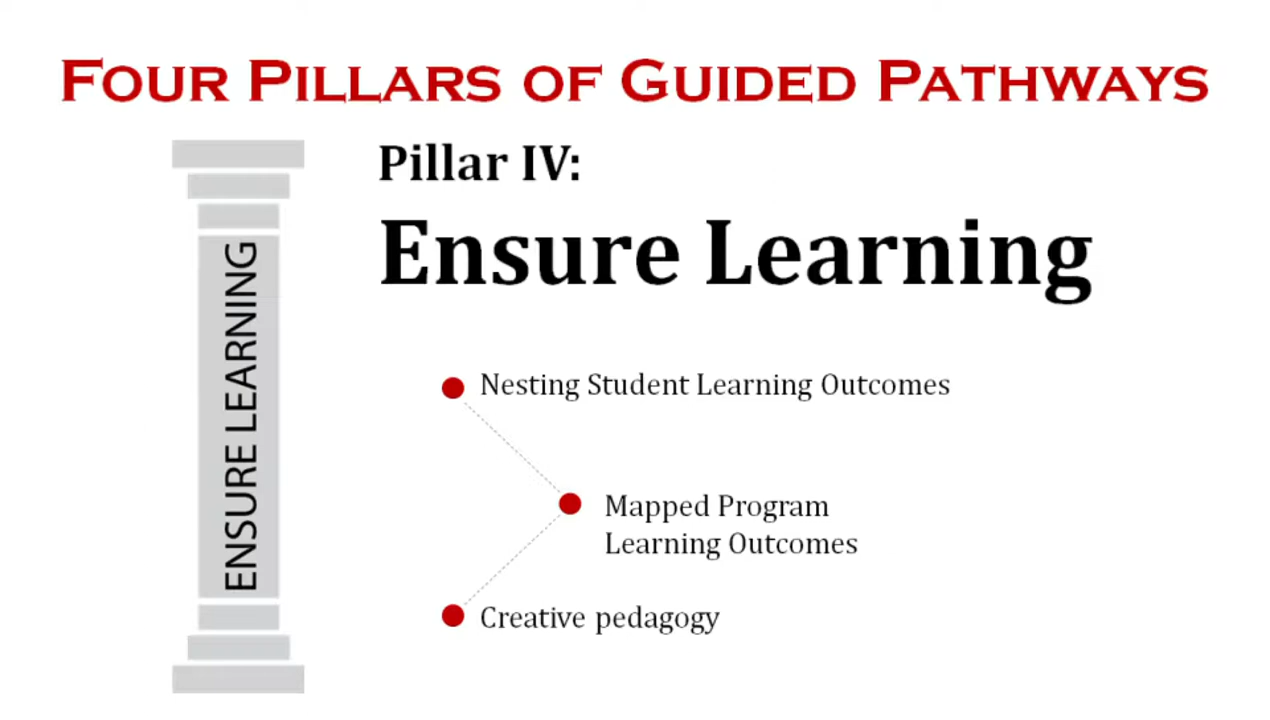 FOUR PILLARS OF GUIDED PATHWAYS
Pillar IV:
Ensure Learning
ENSURE LEARNING
Nesting Student Learning Outcomes
Mapped Program
Learning Outcomes
Creative pedagogy